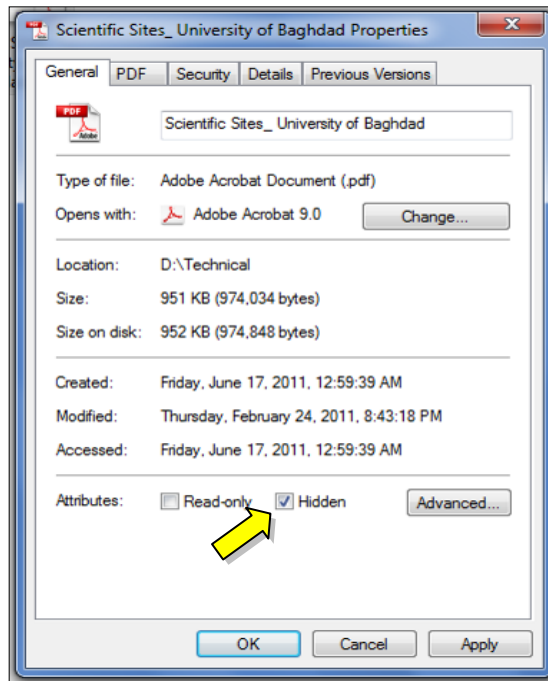 Scientific Sites_ University of Baghdad Properties
General PDF Security Details Previous Versions
PDF
Adobe
Scientific Sites_ University of Baghdad
Type of file: Adobe Acrobat Document (.pdf)
Opens with: Adobe Acrobat 9.0 Change...
Location: D:\Technical
Size: 951 KB (974,034 bytes)
Size on disk: 952 KB (974,848 bytes)
Created: Friday, June 17, 2011, 12:59:39 AM
Modified: Thursday, February 24, 2011, 8:43:18 PM
Accessed: Friday, June 17, 2011, 12:59:39 AM
Attributes: Read-only Hidden Advanced...
OK Cancel Apply